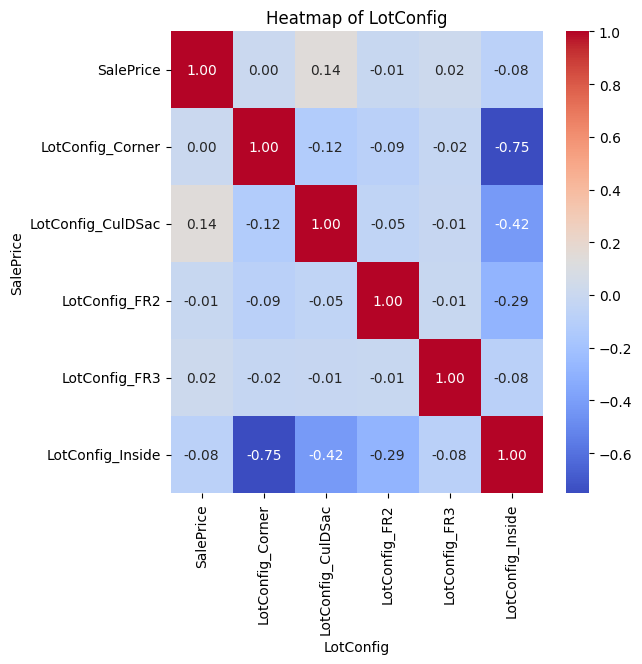 Heatmap of LotConfig
SalePrice
SalePrice 1.00 0.00 0.14 -0.01 0.02 -0.08
LotConfig_Corner 0.00 1.00 -0.12 -0.09 -0.02 -0.75
LotConfig_CulDSac 0.14 -0.12 1.00 -0.05 -0.01 -0.42
LotConfig_FR2 -0.01 -0.09 -0.05 1.00 -0.01 -0.29
LotConfig_FR3 0.02 -0.02 -0.01 -0.01 1.00 -0.08
LotConfig_Inside -0.08 -0.75 -0.42 -0.29 -0.08 1.00
SalePrice
LotConfig_Corner
LotConfig_CulDSac
LotConfig_FR2
LotConfig_FR3
LotConfig_Inside
LotConfig
1.0
0.8
0.6
0.4
0.2
0.0
−0.2
−0.4
−0.6